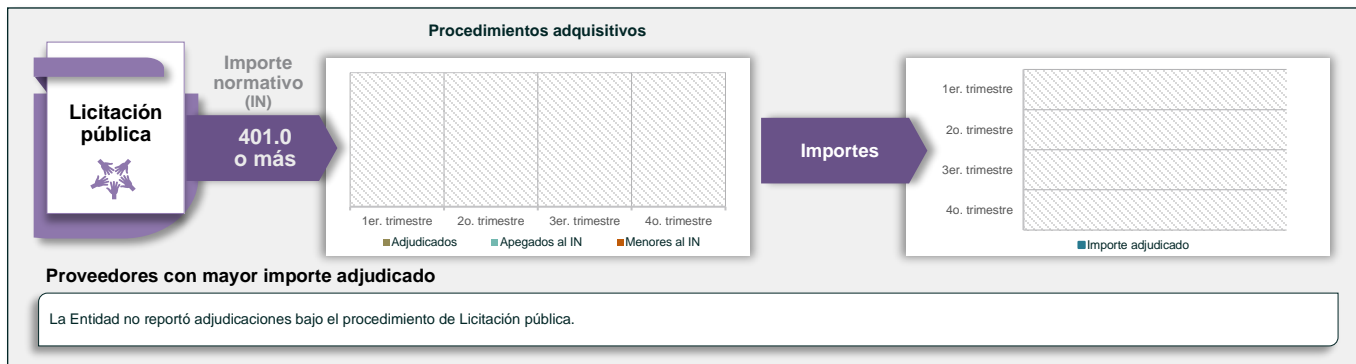 Procedimientos adquisitivos
Licitación
pública
Importe
normativo
(IN)
401.0
o más
1er. trimestre
2o. trimestre
3er. trimestre
4o. trimestre
Adjudicados
Apegados al IN
Menores al IN
Importes
1er. trimestre
2o. trimestre
3er. trimestre
4o. trimestre
Importe adjudicado
Proveedores con mayor importe adjudicado
La Entidad no reportó adjudicaciones bajo el procedimiento de Licitación pública.